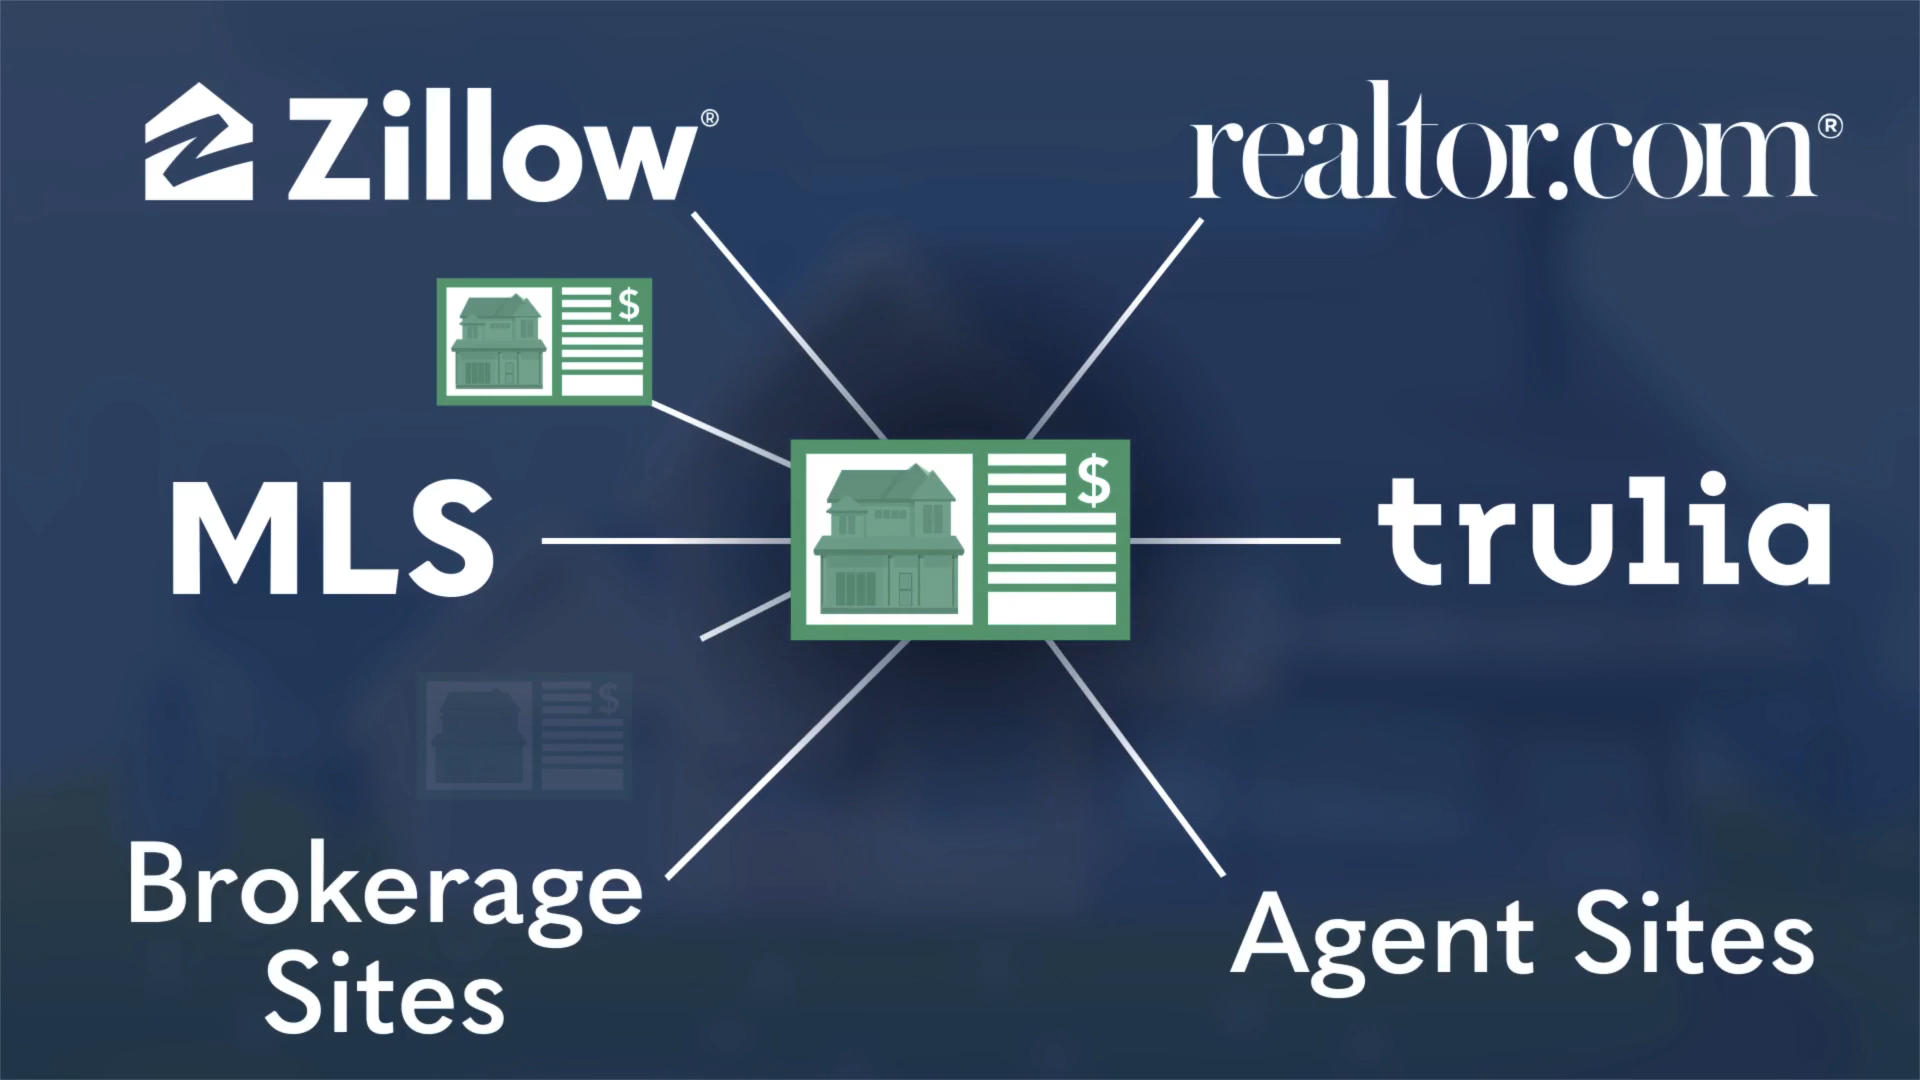 Zillow®
realtor.com®
$
$
MLS
trulia
$
Brokerage
Sites
Agent Sites